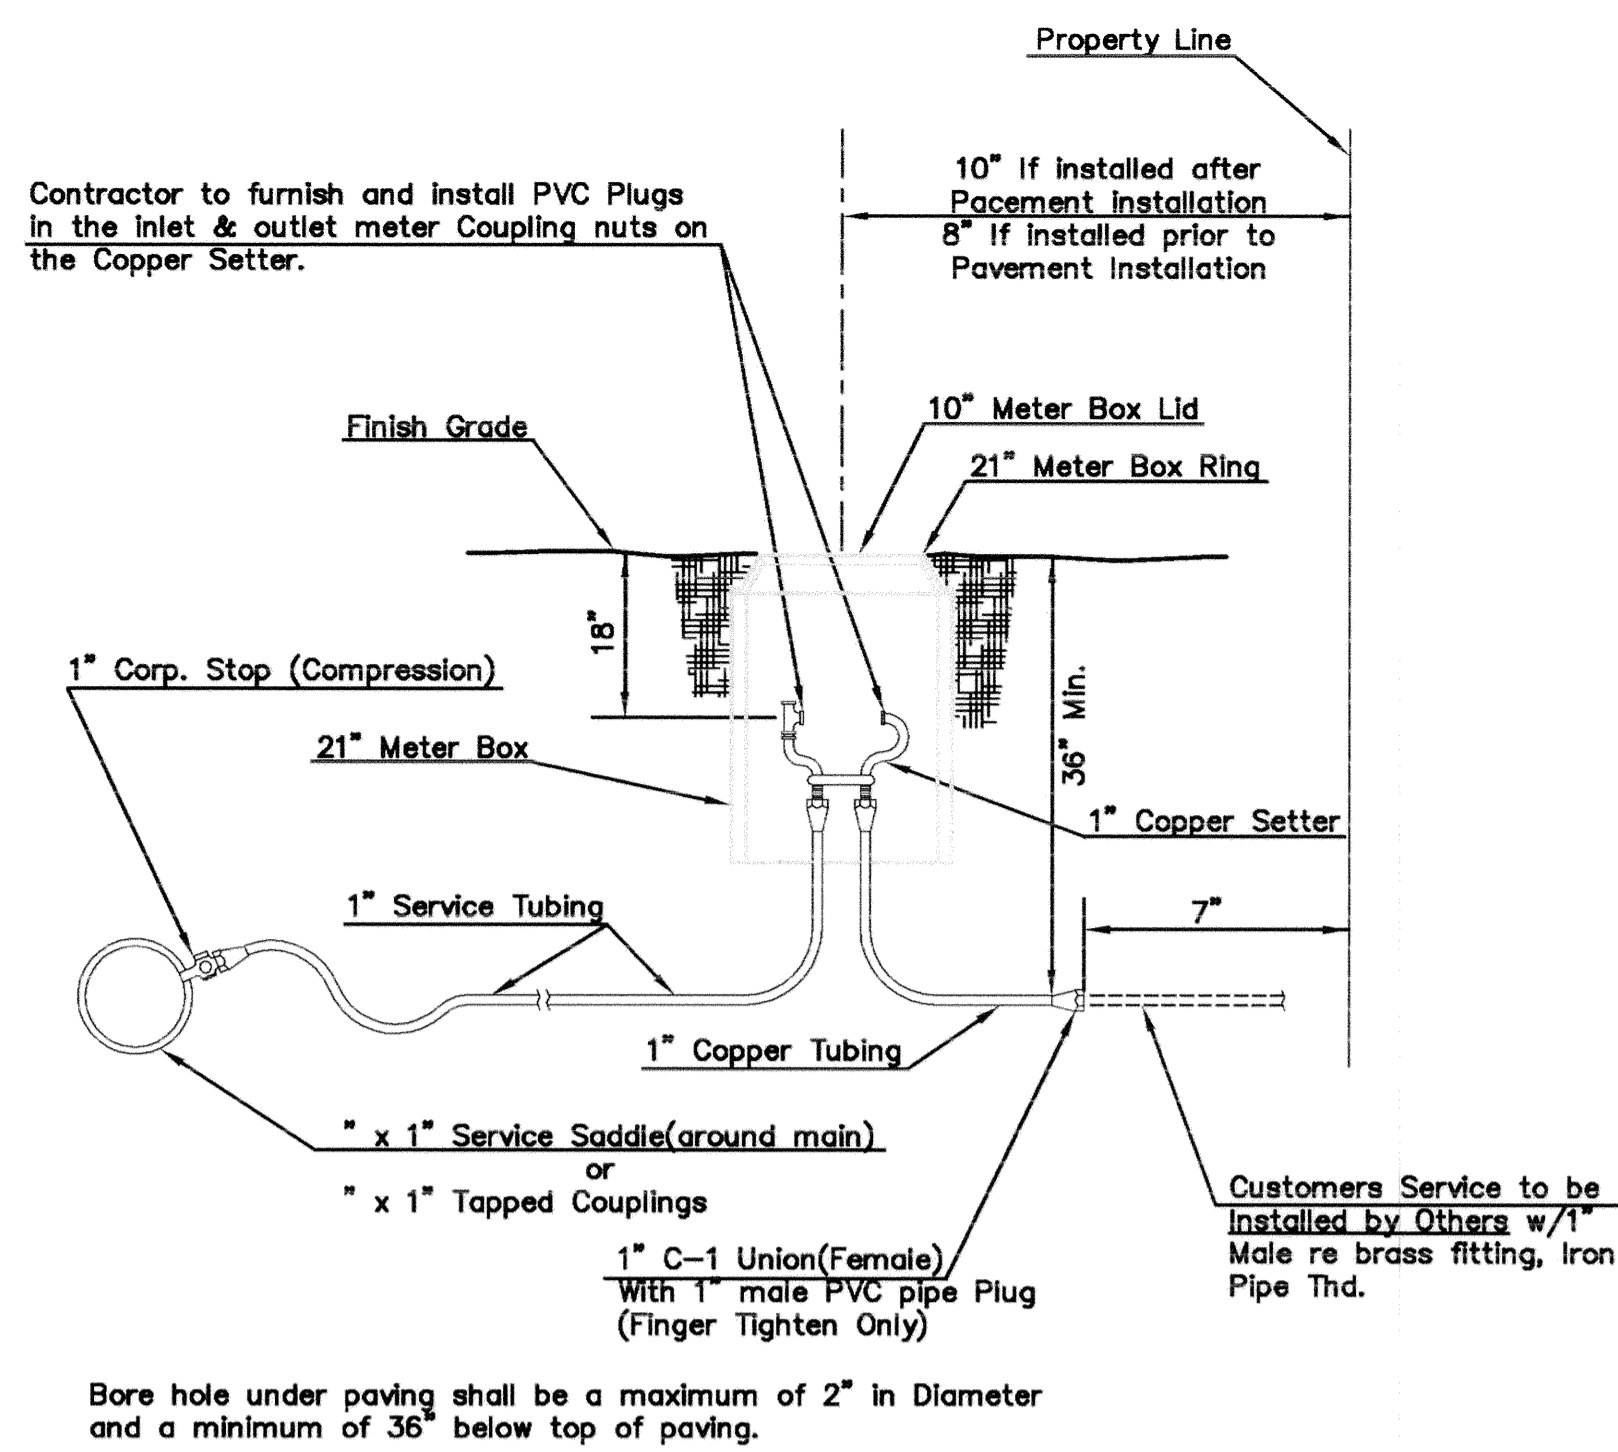 Property Line
10" If installed after
Pacement installation
8" If installed prior to
Pavement Installation
Contractor to furnish and install PVC Plugs
in the inlet & outlet meter Coupling nuts on
the Copper Setter.
10" Meter Box Lid
Finish Grade
21" Meter Box Ring
18"
1" Corp. Stop (Compression)
36" Min.
21" Meter Box
1" Copper Setter
1" Service Tubing
7"
1" Copper Tubing
" x 1" Service Saddle(around main)
or
" x 1" Tapped Couplings
Customers Service to be
Installed by Others w/1"
Male re brass fitting, Iron
Pipe Thd.
1" C-1 Union(Female)
With 1" male PVC pipe Plug
(Finger Tighten Only)
Bore hole under paving shall be a maximum of 2" in Diameter
and a minimum of 36" below top of paving.